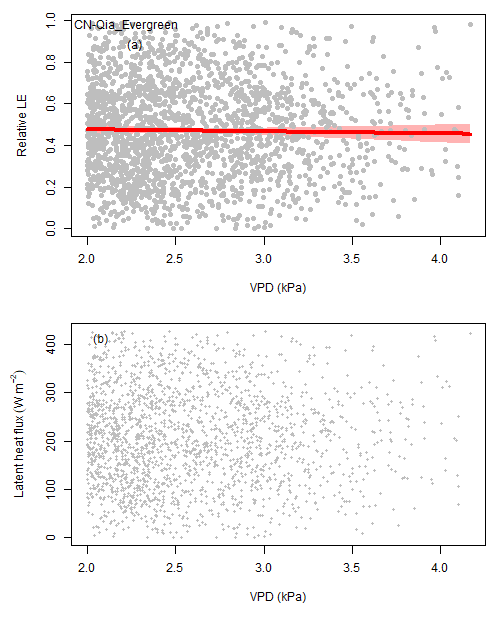 CN-Qia_Evergreen
(a)
Relative LE
1.0
0.8
0.6
0.4
0.2
0.0
2.0 2.5 3.0 3.5 4.0
VPD (kPa)
(b)
Latent heat flux (W m⁻²)
400
300
200
100
0
2.0 2.5 3.0 3.5 4.0
VPD (kPa)